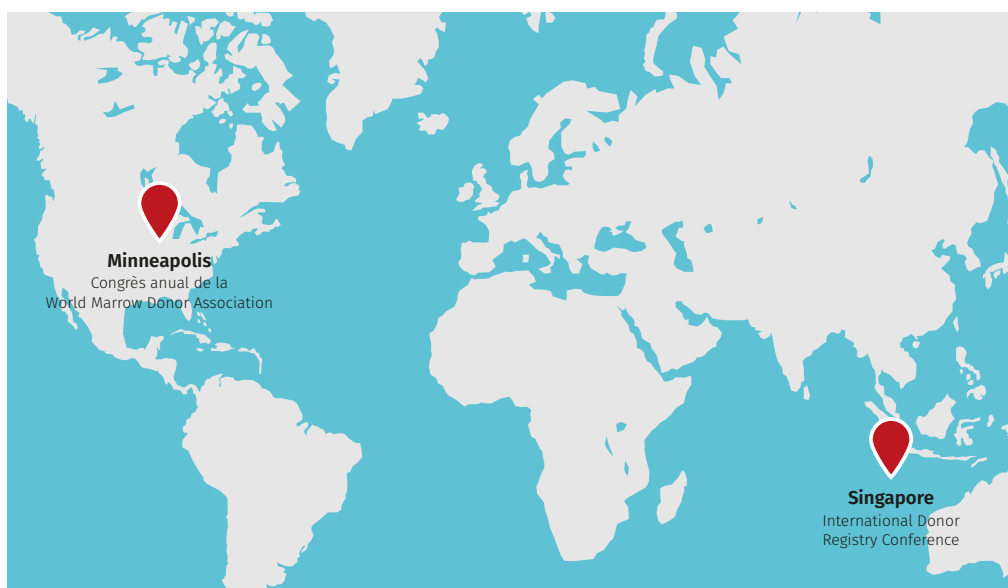 Minneapolis
Congrès anual de la
World Marrow Donor Association
Singapore
International Donor
Registry Conference